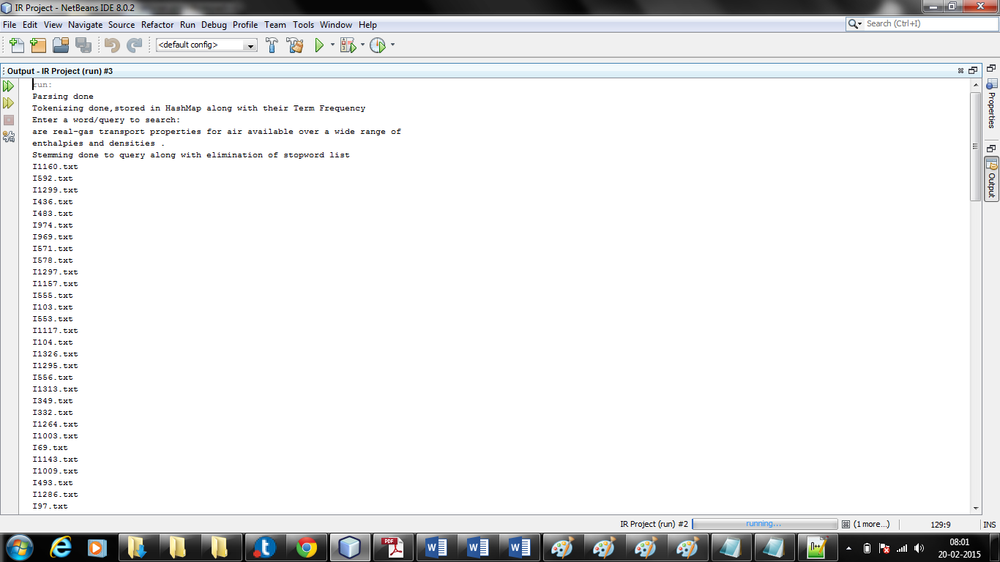 IR Project - NetBeans IDE 8.0.2
File Edit View Navigate Source Refactor Run Debug Profile Team Tools Window Help
Search (Ctrl+I)
<default config>
Output - IR Project (run) #3
run:
Parsing done
Tokenizing done,stored in HashMap along with their Term Frequency
Enter a word/query to search:
are real-gas transport properties for air available over a wide range of
enthalpies and densities .
Stemming done to query along with elimination of stopword list
I1160.txt
I592.txt
I1299.txt
I436.txt
I483.txt
I974.txt
I969.txt
I571.txt
I578.txt
I1297.txt
I1157.txt
I555.txt
I103.txt
I553.txt
I1117.txt
I104.txt
I1326.txt
I1295.txt
I556.txt
I1313.txt
I349.txt
I332.txt
I1264.txt
I1003.txt
I69.txt
I1143.txt
I1009.txt
I493.txt
I1286.txt
I97.txt
Properties
Output
IR Project (run) #2
running...
(1 more...)
129:9
INS
PDF
08:01
20-02-2015